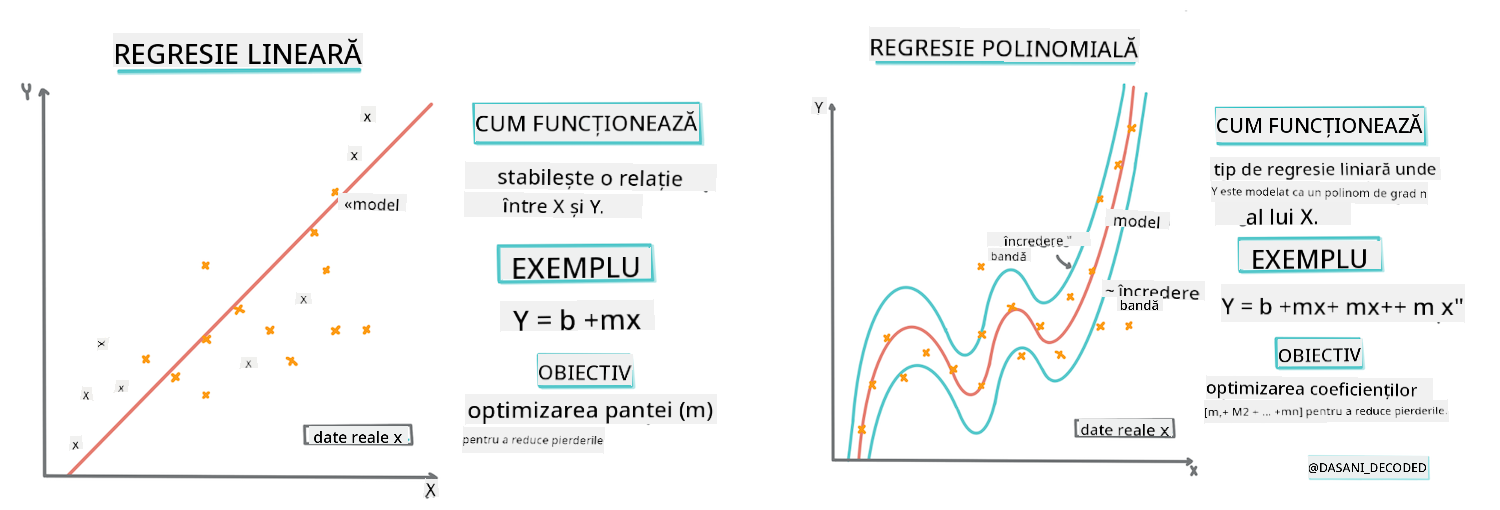 REGRESIE LINEARĂ
Y
x
x
«model
x
x
x
x
x
x
date reale x
X
CUM FUNCȚIONEAZĂ
stabilește o relație
între X și Y.
EXEMPLU
Y = b +mx
OBIECTIV
optimizarea pantei (m)
pentru a reduce pierderile
REGRESIE POLINOMIALĂ
Y
model
încredere"
bandă
~ încredere
bandă
date reale x
x
CUM FUNCȚIONEAZĂ
tip de regresie liniară unde
Y este modelat ca un polinom de grad n
al lui X.
EXEMPLU
Y = b +mx+ mx++ m x"
OBIECTIV
optimizarea coeficienților
[m,+ M2 + ... +mn] pentru a reduce pierderile.
@DASANI_DECODED